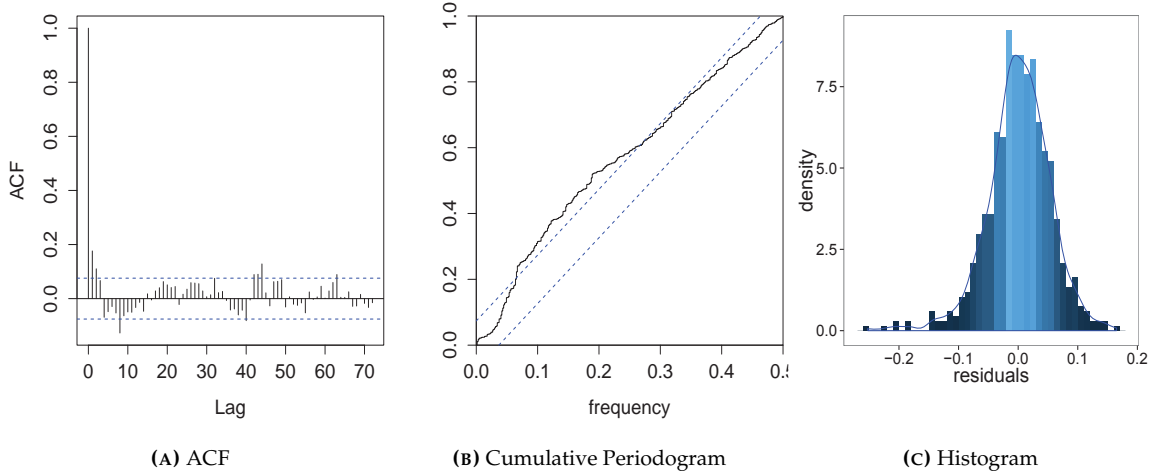 1.0
0.8
0.6
0.4
0.2
0.0
ACF
0 10 20 30 40 50 60 70
Lag
(A) ACF
1.0
0.8
0.6
0.4
0.2
0.0
0.0 0.1 0.2 0.3 0.4
frequency
(B) Cumulative Periodogram
7.5
5.0
2.5
0.0
density
−0.2 −0.1 0.0 0.1 0.2
residuals
(C) Histogram